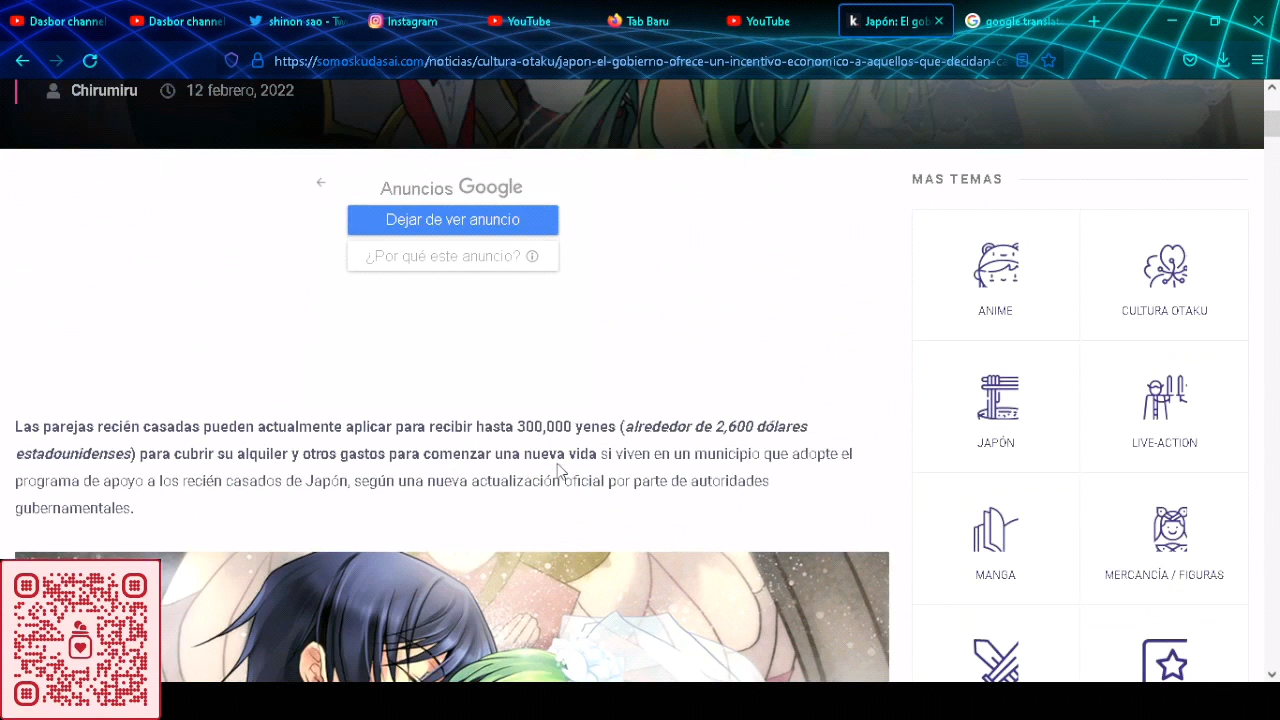 Dasbor channel
Dasbor channel
shinon sao - Tw
Instagram
YouTube
Tab Baru
YouTube
Japón: El gob
google translat
https://somoskudasai.com/noticias/cultura-otaku/japon-el-gobierno-ofrece-un-incentivo-economico-a-aquellos-que-decidan-ca
Chirumiru
12 febrero, 2022
Anuncios Google
Dejar de ver anuncio
¿Por qué este anuncio?
Las parejas recién casadas pueden actualmente aplicar para recibir hasta 300,000 yenes (alrededor de 2,600 dólares
estadounidenses) para cubrir su alquiler y otros gastos para comenzar una nueva vida si viven en un municipio que adopte el
programa de apoyo a los recién casados de Japón, según una nueva actualización oficial por parte de autoridades
gubernamentales.
MAS TEMAS
ANIME
CULTURA OTAKU
JAPÓN
LIVE-ACTION
MANGA
MERCANCÍA / FIGURAS